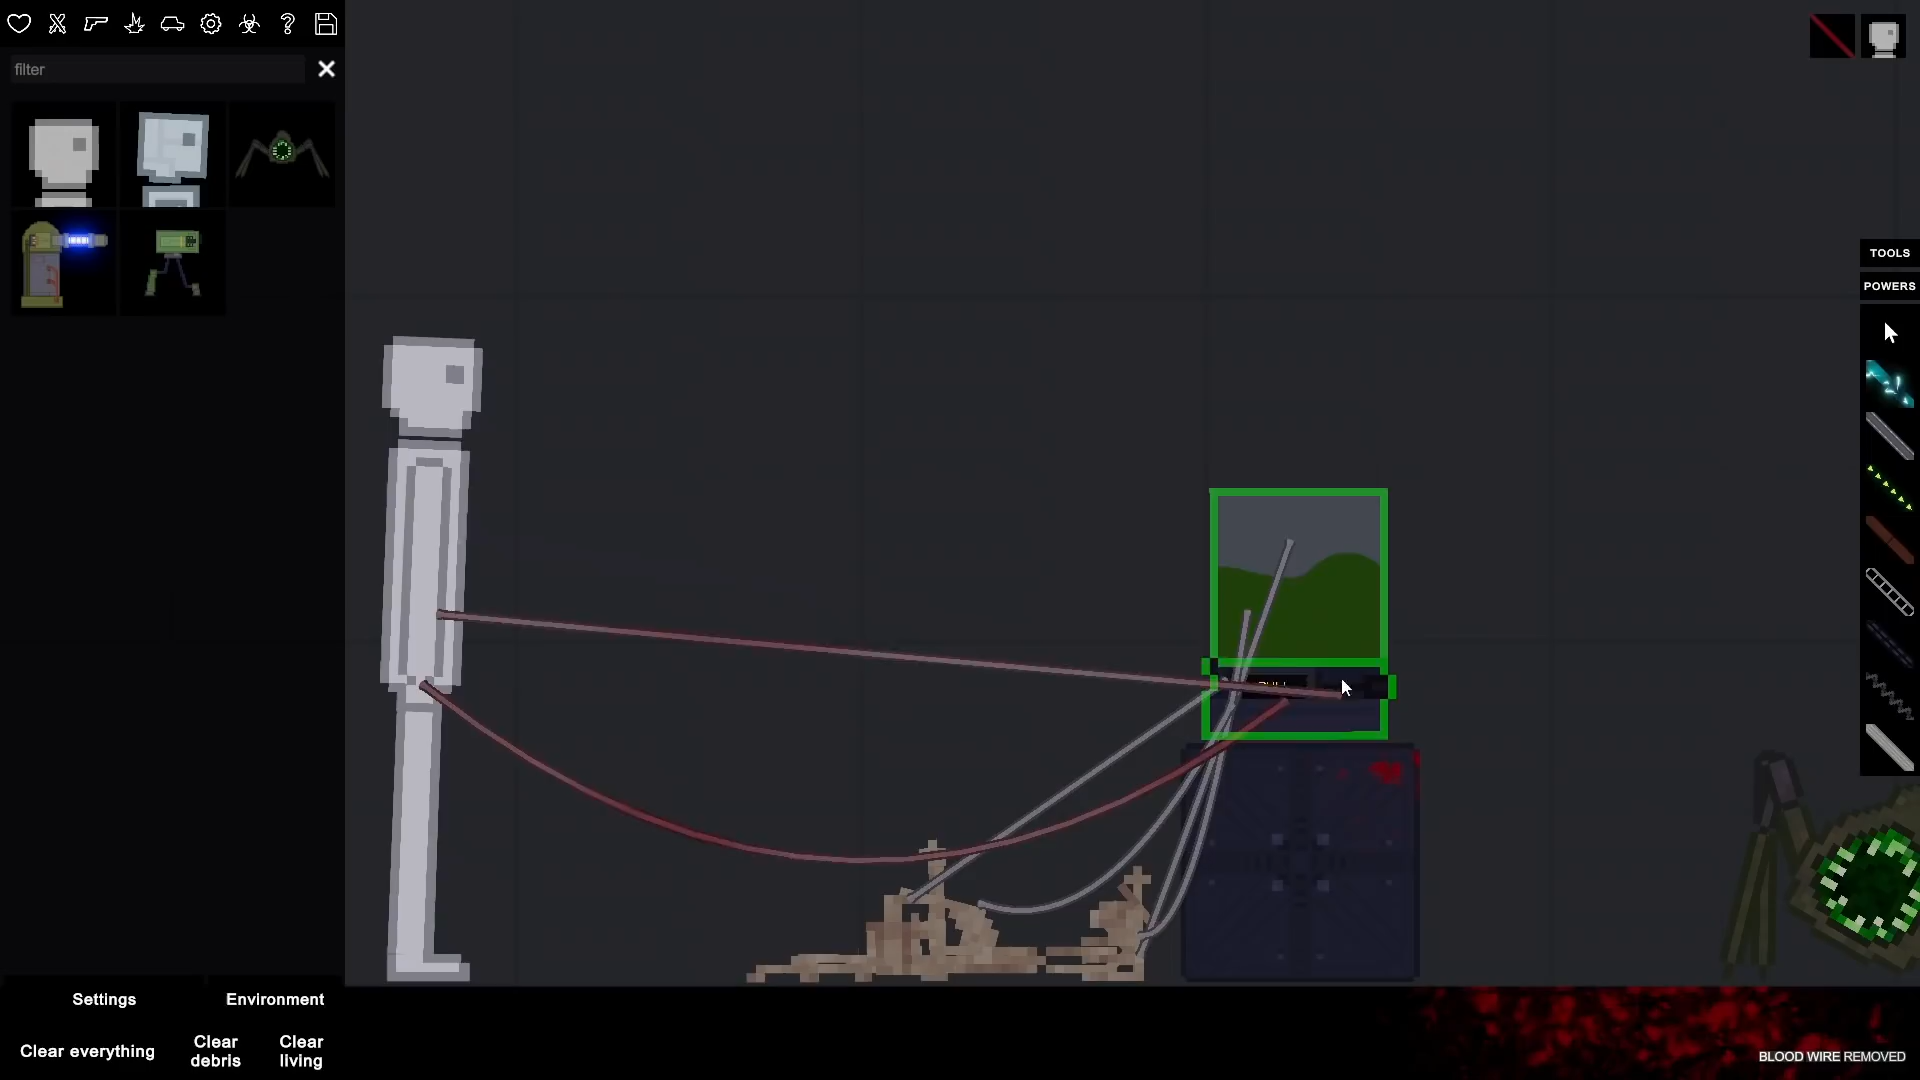 filter
TOOLS
POWERS
Settings
Environment
Clear everything
Clear
debris
Clear
living
BLOOD WIRE REMOVED